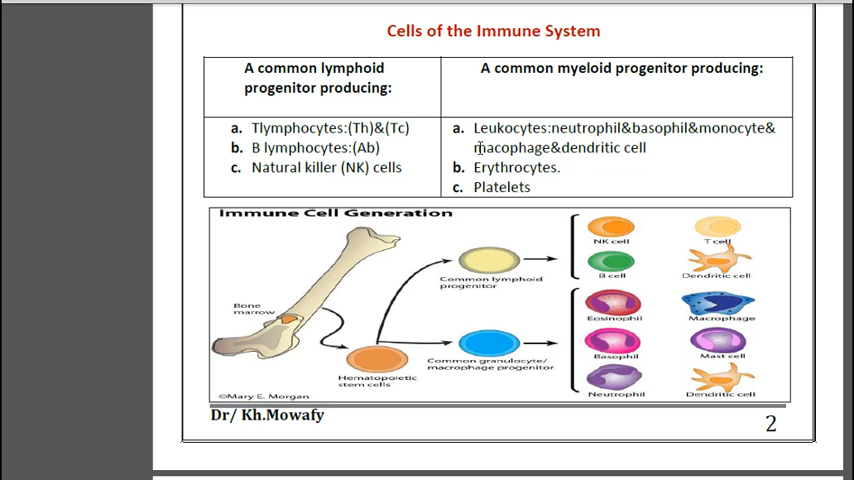 Cells of the Immune System
A common lymphoid
progenitor producing:
A common myeloid progenitor producing:
a. Tlymphocytes:(Th)&(Tc)
b. B lymphocytes:(Ab)
c. Natural killer (NK) cells
a. Leukocytes:neutrophil&basophil&monocyte&
macophage&dendritic cell
b. Erythrocytes.
c. Platelets
Immune Cell Generation
Bone
marrow
Hematopoietic
stem cells
Common lymphoid
progenitor
Common granulocyte/
macrophage progenitor
NK cell
T cell
B cell
Dendritic cell
Eosinophil
Macrophage
Basophil
Mast cell
Neutrophil
Dendritic cell
©Mary E. Morgan
Dr/ Kh.Mowafy
2